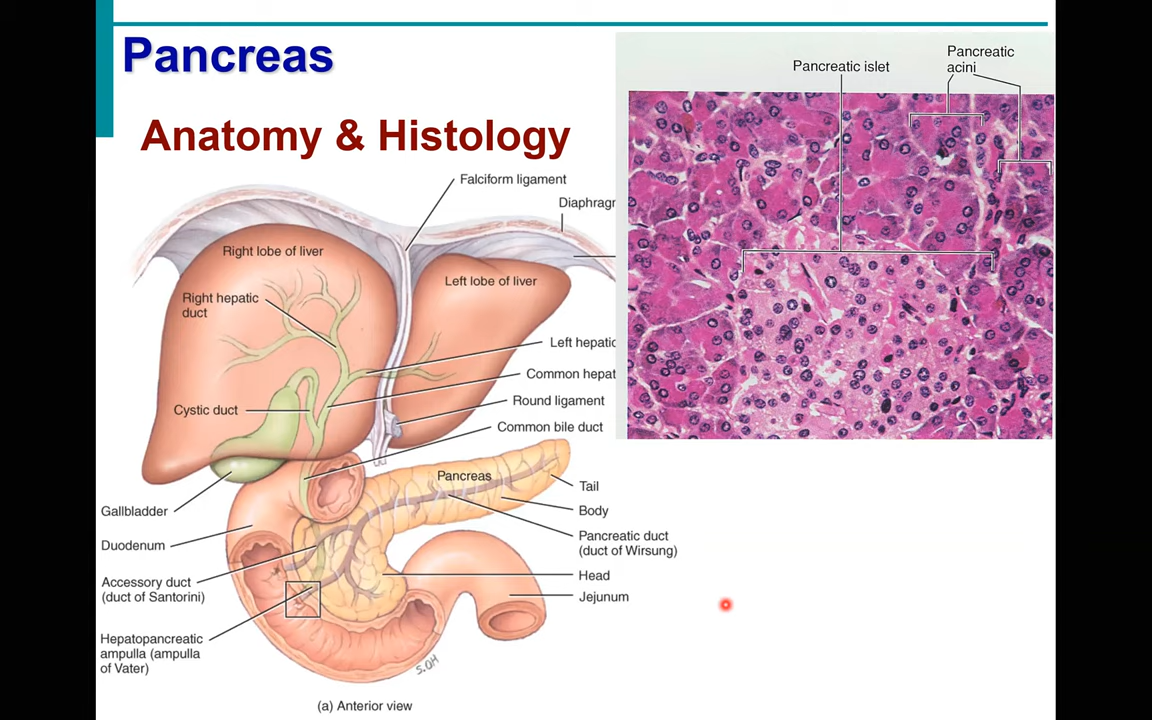 Pancreas
Anatomy & Histology
Pancreatic islet
Pancreatic
acini
Falciform ligament
Diaphragr
Right lobe of liver
Left lobe of liver
Right hepatic
duct
Left hepatic
Common hepat
Cystic duct
Round ligament
Common bile duct
Pancreas
Tail
Gallbladder
Body
Duodenum
Pancreatic duct
(duct of Wirsung)
Accessory duct
(duct of Santorini)
Head
Jejunum
Hepatopancreatic
ampulla (ampulla
of Vater)
S.OH
(a) Anterior view